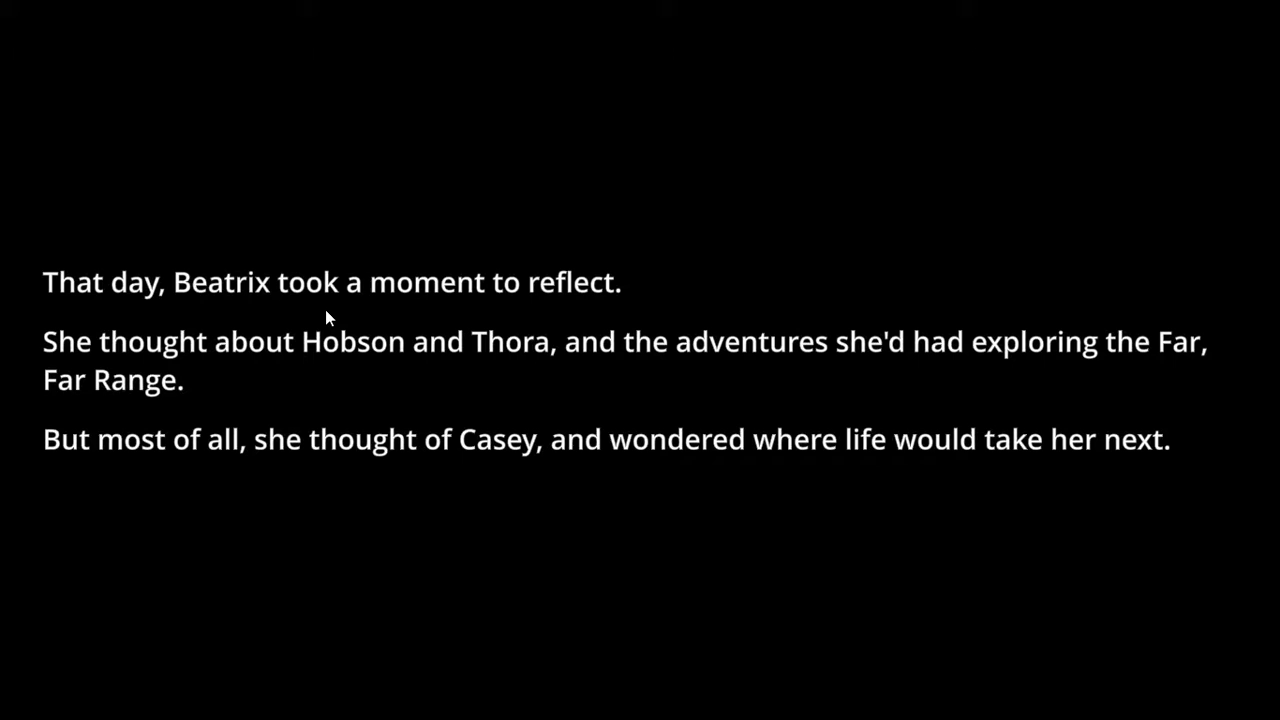 That day, Beatrix took a moment to reflect.
She thought about Hobson and Thora, and the adventures she'd had exploring the Far,
Far Range.
But most of all, she thought of Casey, and wondered where life would take her next.